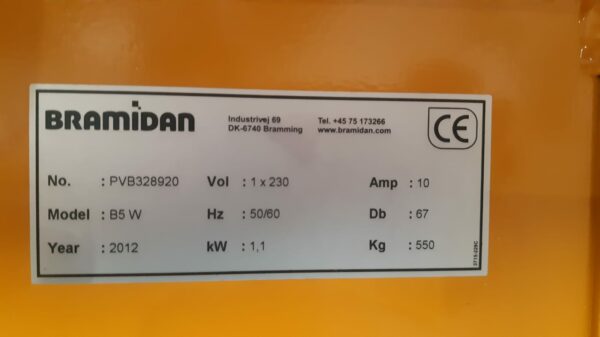 BRAMIDAN
Industrivej 69 Tel. +45 75 173266
DK-6740 Bramming www.bramidan.com
CE
No. : PVB328920 Vol : 1 x 230 Amp : 10
Model : B5 W Hz : 50/60 Db : 67
Year : 2012 kW : 1,1 Kg : 550